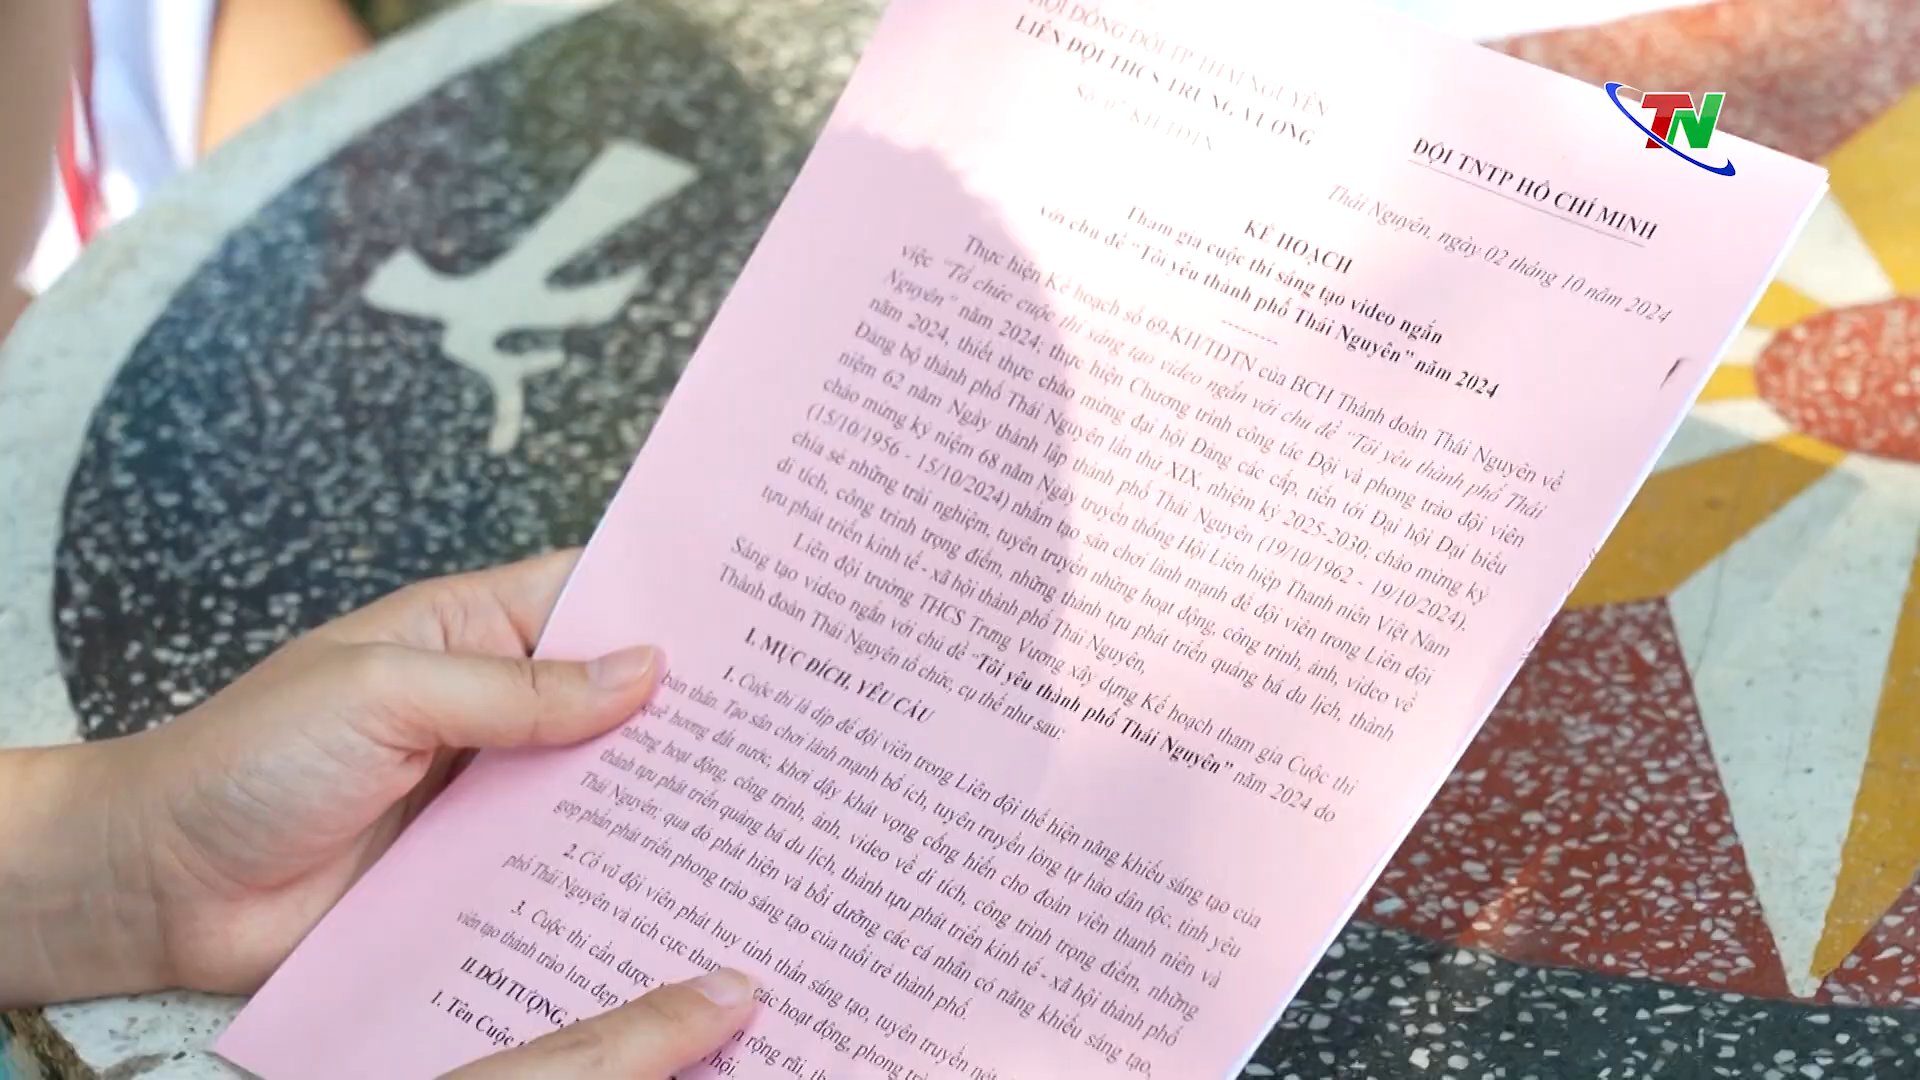 HỘI ĐỒNG ĐỘI TP THÁI NGUYÊN
LIÊN ĐỘI THCS TRƯNG VƯƠNG
TN
ĐỘI TNTP HỒ CHÍ MINH
Thái Nguyên, ngày 02 tháng 10 năm 2024
KẾ HOẠCH
Tham gia cuộc thi sáng tạo video ngắn
với chủ đề “Tôi yêu thành phố Thái Nguyên” năm 2024
Thực hiện Kế hoạch số 69-KH/TĐTN của BCH Thành đoàn Thái Nguyên về
việc “Tổ chức cuộc thi sáng tạo video ngắn với chủ đề “Tôi yêu thành phố Thái
Nguyên” năm 2024; thực hiện Chương trình công tác Đội và phong trào đội viên
năm 2024, thiết thực chào mừng đại hội Đảng các cấp, tiến tới Đại hội Đại biểu
Đảng bộ thành phố Thái Nguyên lần thứ XIX, nhiệm kỳ 2025-2030; chào mừng kỷ
niệm 62 năm Ngày thành lập thành phố Thái Nguyên (19/10/1962 - 19/10/2024),
chào mừng kỷ niệm 68 năm Ngày truyền thống Hội Liên hiệp Thanh niên Việt Nam
(15/10/1956 - 15/10/2024) nhằm tạo sân chơi lành mạnh để đội viên trong Liên đội
chia sẻ những trải nghiệm, tuyên truyền những hoạt động, công trình, ảnh, video về
di tích, công trình trọng điểm, những thành tựu phát triển quảng bá du lịch, thành
tựu phát triển kinh tế - xã hội thành phố Thái Nguyên,
Liên đội trường THCS Trưng Vương xây dựng Kế hoạch tham gia Cuộc thi
Sáng tạo video ngắn với chủ đề “Tôi yêu thành phố Thái Nguyên” năm 2024 do
Thành đoàn Thái Nguyên tổ chức, cụ thể như sau:
I. MỤC ĐÍCH, YÊU CẦU
1. Cuộc thi là dịp để đội viên trong Liên đội thể hiện năng khiếu sáng tạo của
bản thân. Tạo sân chơi lành mạnh bổ ích, tuyên truyền lòng tự hào dân tộc, tình yêu
quê hương đất nước, khơi dậy khát vọng cống hiến cho đoàn viên thanh niên và
những hoạt động, công trình, ảnh, video về di tích, công trình trọng điểm, những
thành tựu phát triển quảng bá du lịch, thành tựu phát triển kinh tế - xã hội thành phố
Thái Nguyên; qua đó phát hiện và bồi dưỡng các cá nhân có năng khiếu sáng tạo,
góp phần phát triển phong trào sáng tạo của tuổi trẻ thành phố.
2. Cổ vũ đội viên phát huy tinh thần sáng tạo, tuyên truyền nét
phố Thái Nguyên và tích cực các hoạt động, phong
3. Cuộc thi cần được rộng rãi,
viên tạo thành trào lưu đẹp hội.
II. ĐỐI TƯỢNG,
1. Tên Cuộc